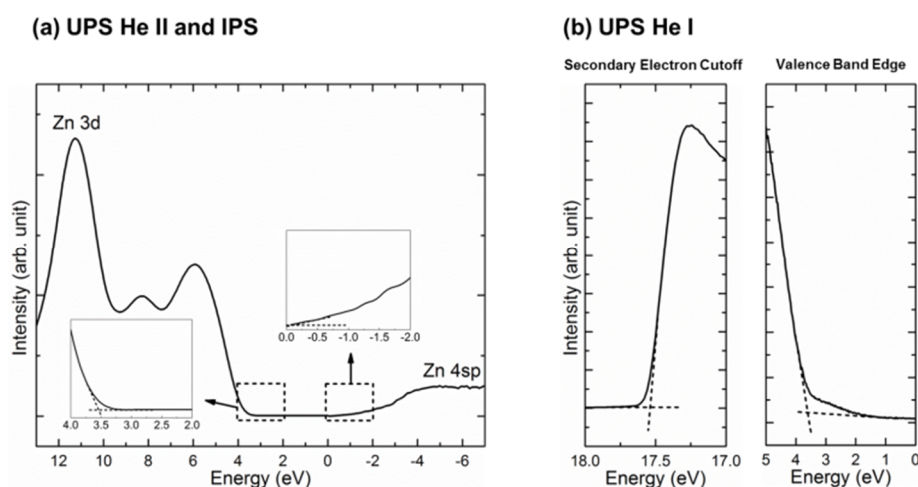 (a) UPS He II and IPS
(b) UPS He I
Secondary Electron Cutoff
Valence Band Edge
Zn 3d
Zn 4sp
Intensity (arb. unit)
0.0 -0.5 -1.0 -1.5 -2.0
4.0 3.5 3.0 2.5 2.0
12 10 8 6 4 2 0 -2 -4 -6
Energy (eV)
Intensity (arb. unit)
18.0 17.5 17.0
5 4 3 2 1 0
Energy (eV)
Energy (eV)